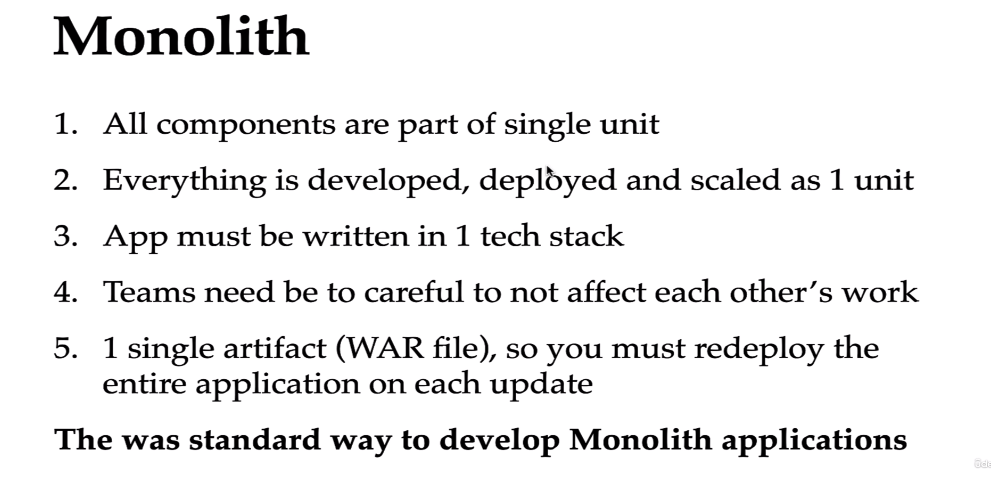 Monolith
1. All components are part of single unit
2. Everything is developed, deployed and scaled as 1 unit
3. App must be written in 1 tech stack
4. Teams need be to careful to not affect each other's work
5. 1 single artifact (WAR file), so you must redeploy the
entire application on each update
The was standard way to develop Monolith applications